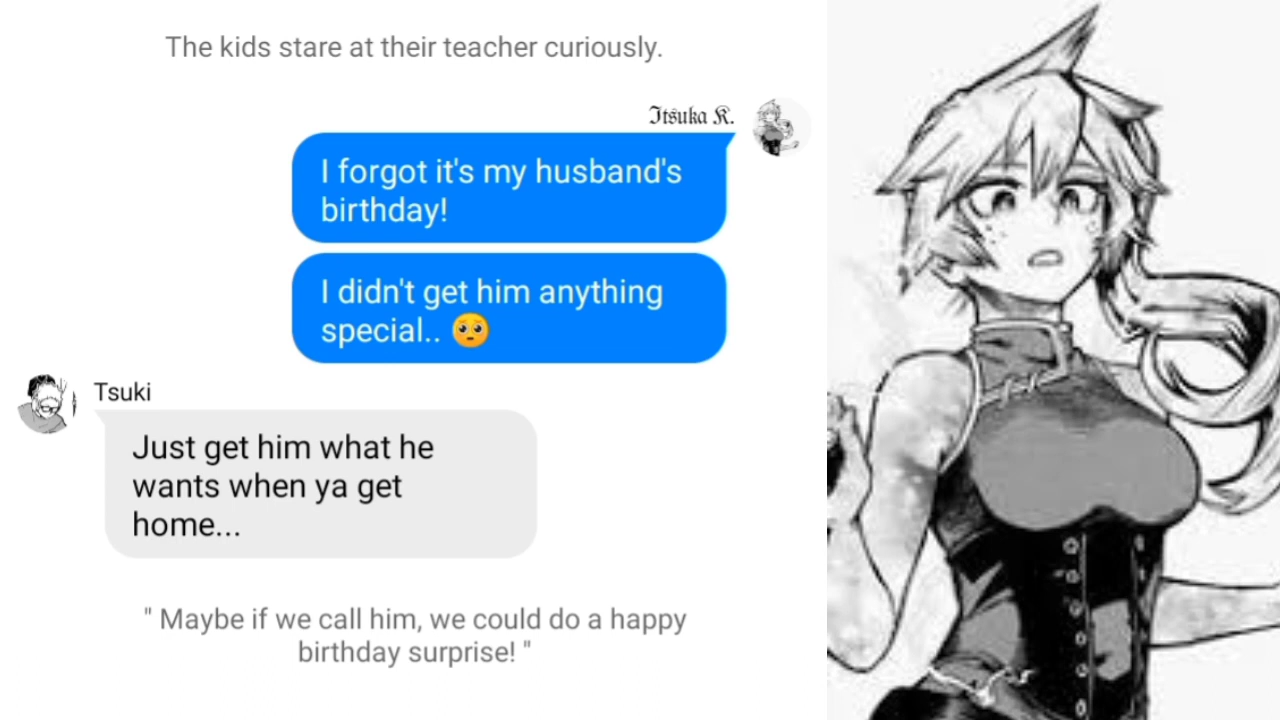 The kids stare at their teacher curiously.
Itsuka K.
I forgot it's my husband's
birthday!
I didn't get him anything
special.. 🥺
Tsuki
Just get him what he
wants when ya get
home...
" Maybe if we call him, we could do a happy
birthday surprise! "